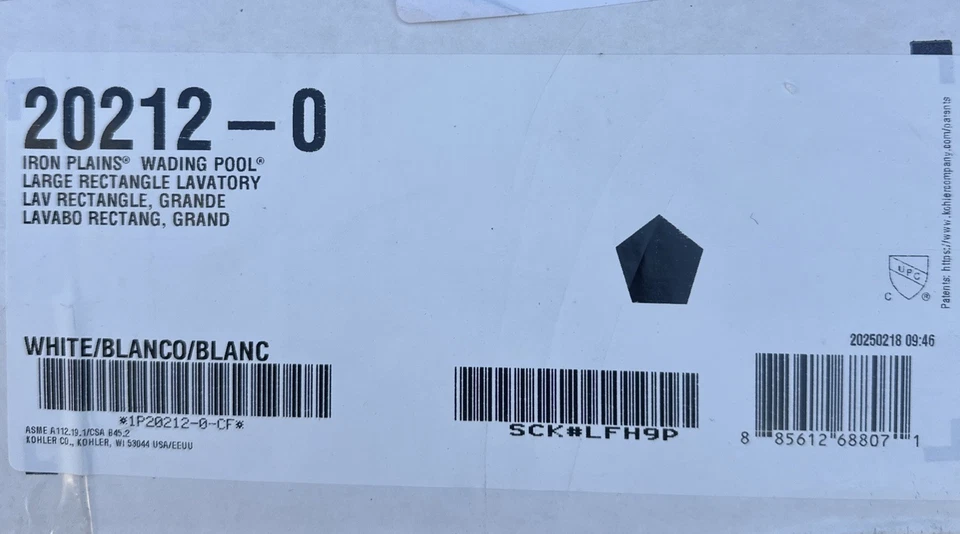 20212-0
IRON PLAINS® WADING POOL®
LARGE RECTANGLE LAVATORY
LAV RECTANGLE, GRANDE
LAVABO RECTANG, GRAND
Patents: https://www.kohlercompany.com/patents
UPC
C ®
WHITE/BLANCO/BLANC
20250218 09:46
*1P20212-0-CF*
SCK#LFH9P
8 85612 68807 1
ASME A112.19.1/CSA B45.2
KOHLER CO., KOHLER, WI 53044 USA/EEUU